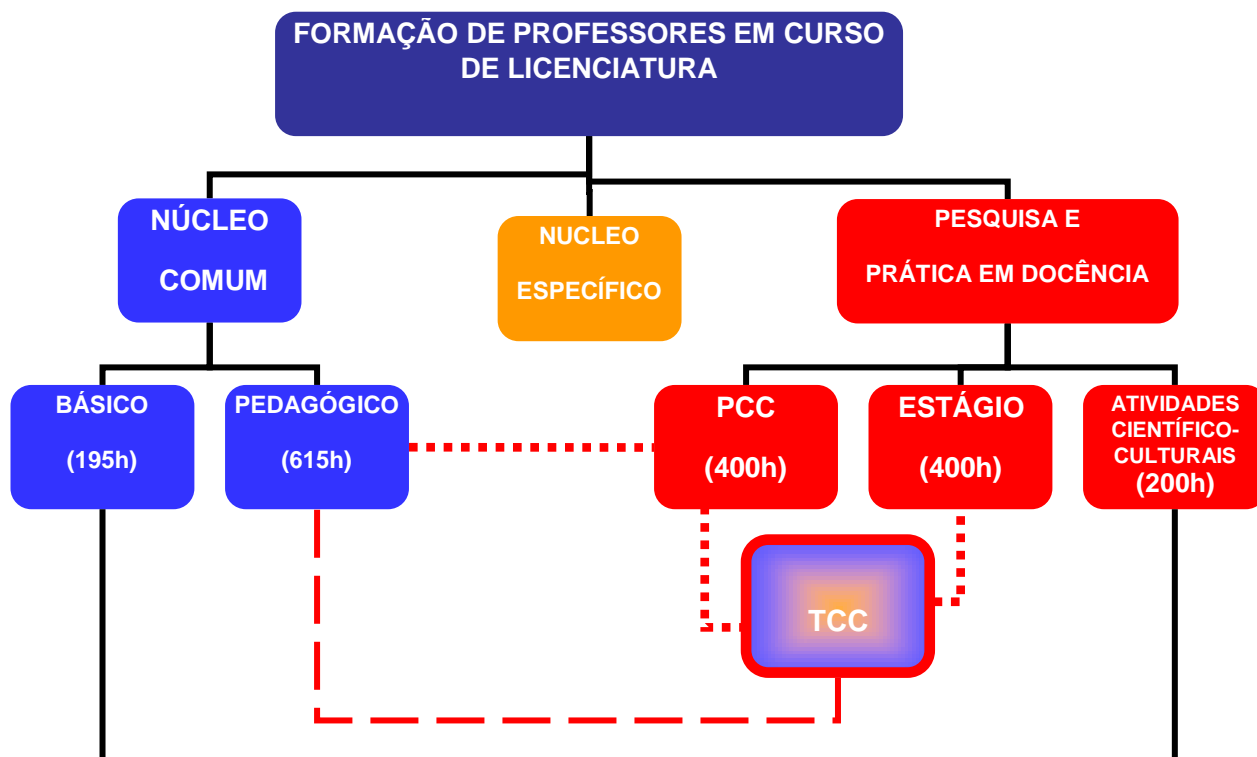 FORMAÇÃO DE PROFESSORES EM CURSO
DE LICENCIATURA
NÚCLEO
COMUM
NUCLEO
ESPECÍFICO
PESQUISA E
PRÁTICA EM DOCÊNCIA
BÁSICO
(195h)
PEDAGÓGICO
(615h)
PCC
(400h)
ESTÁGIO
(400h)
ATIVIDADES
CIENTÍFICO-
CULTURAIS
(200h)
TCC